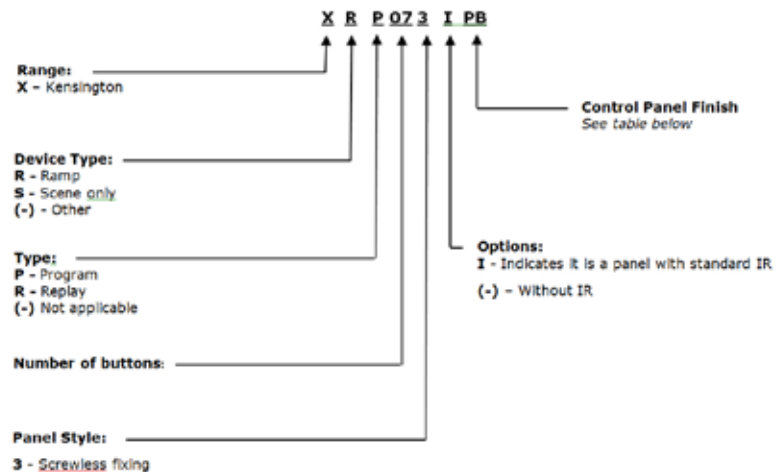 X R P 07 3 I PB
Range:
X – Kensington
Control Panel Finish
See table below
Device Type:
R - Ramp
S - Scene only
(-) - Other
Type:
P - Program
R - Replay
(-) Not applicable
Options:
I - Indicates it is a panel with standard IR
(-) – Without IR
Number of buttons:
Panel Style:
3 - Screwless fixing